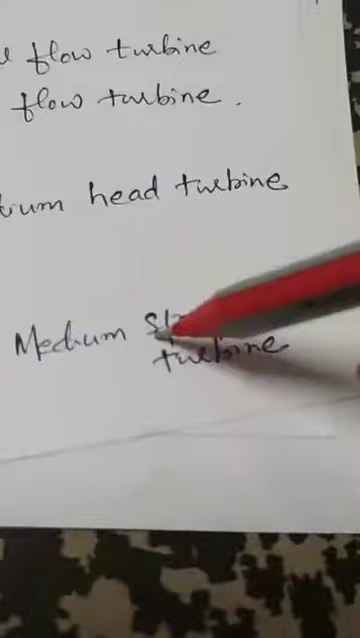 flow turbine
flow turbine.
head turbine
Medium
turbine